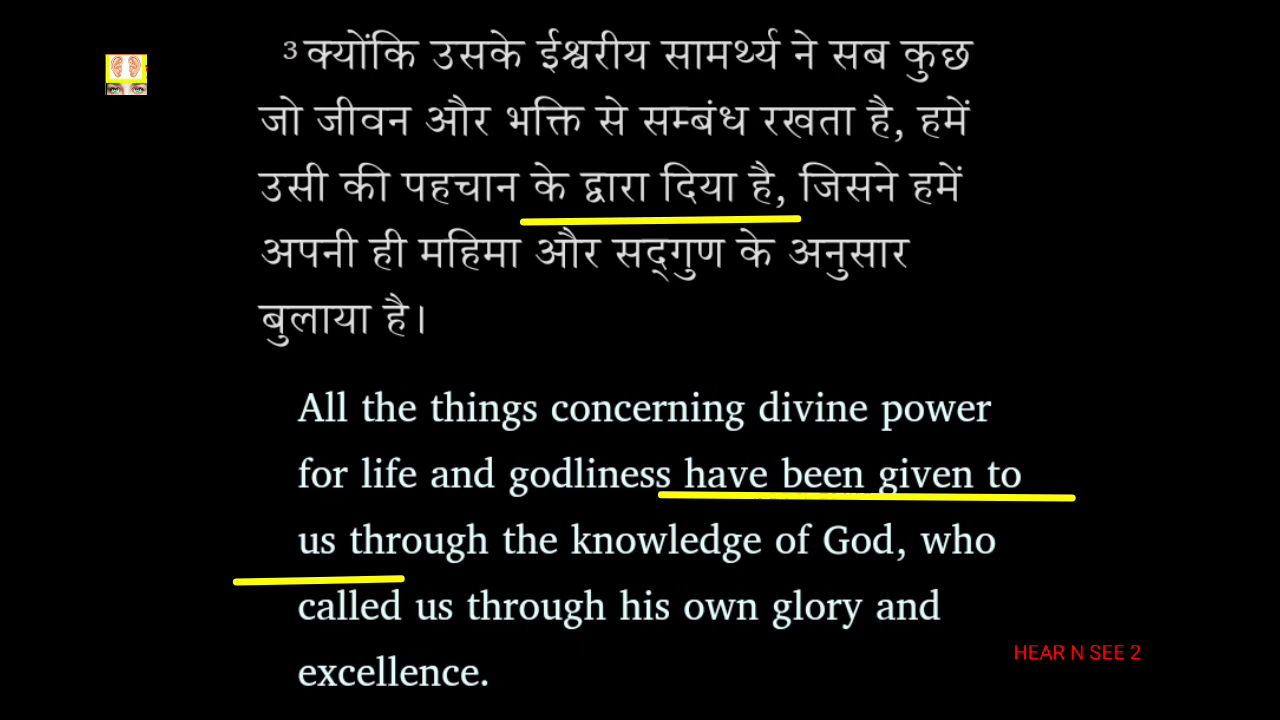 3 क्योंकि उसके ईश्वरीय सामर्थ्य ने सब कुछ
जो जीवन और भक्ति से सम्बंध रखता है, हमें
उसी की पहचान के द्वारा दिया है, जिसने हमें
अपनी ही महिमा और सद्‌गुण के अनुसार
बुलाया है।
All the things concerning divine power
for life and godliness have been given to
us through the knowledge of God, who
called us through his own glory and
excellence.
HEAR N SEE 2